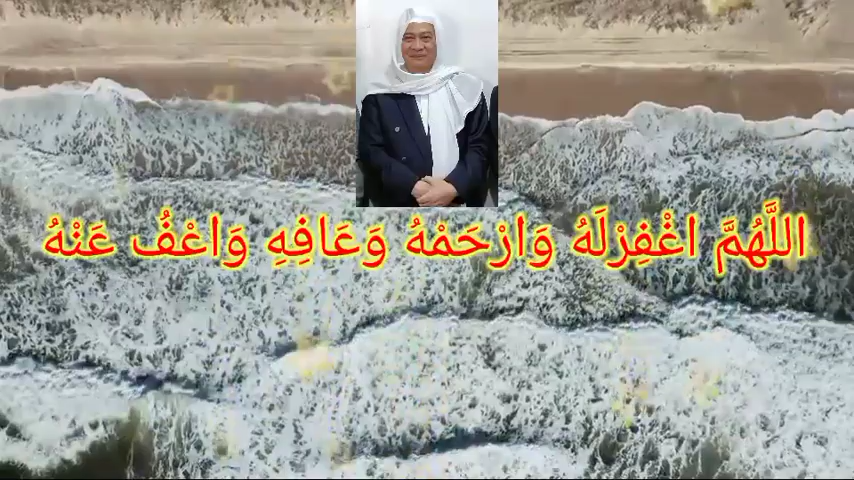 اللَّهُمَّ اغْفِرْلَهُ وَارْحَمْهُ وَعَافِهِ وَاعْفُ عَنْهُ